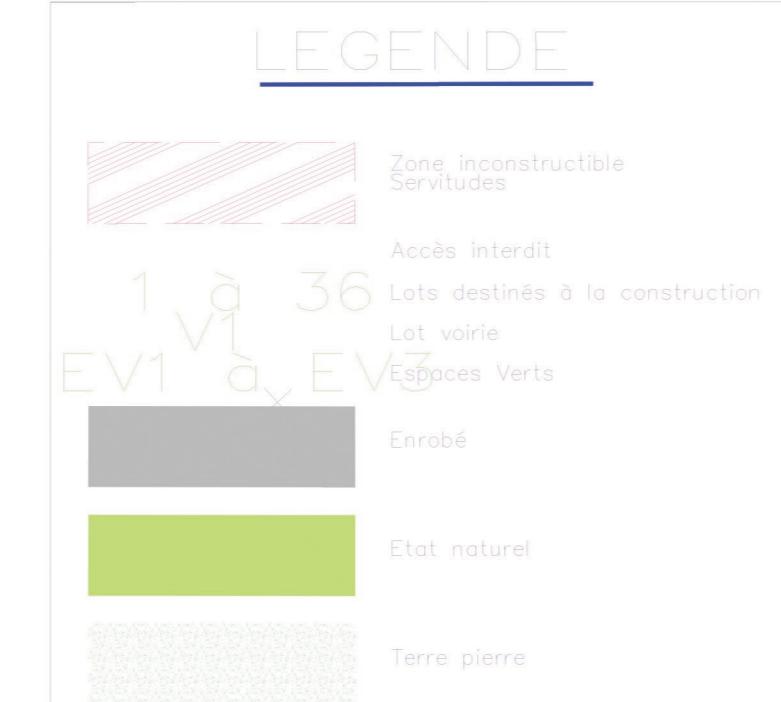 LEGENDE
Zone inconstructible
Servitudes
Accès interdit
1 à 36 Lots destinés à la construction
V1 Lot voirie
EV1 à EV3 Espaces Verts
Enrobé
Etat naturel
Terre pierre